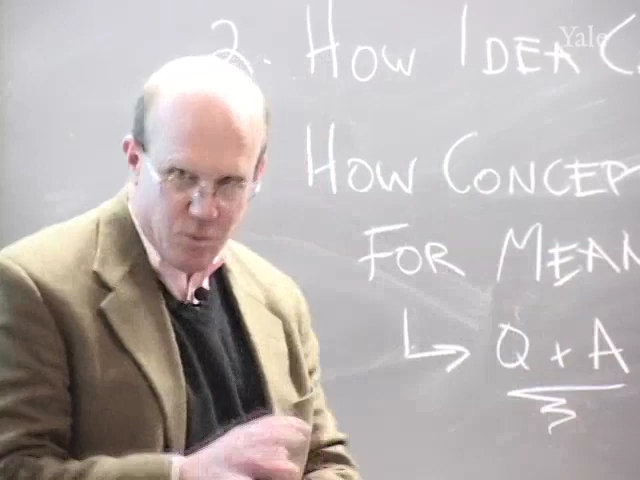 Yale
2. HOW IDEA
HOW CONCEP
FOR MEAN
↳ Q + A